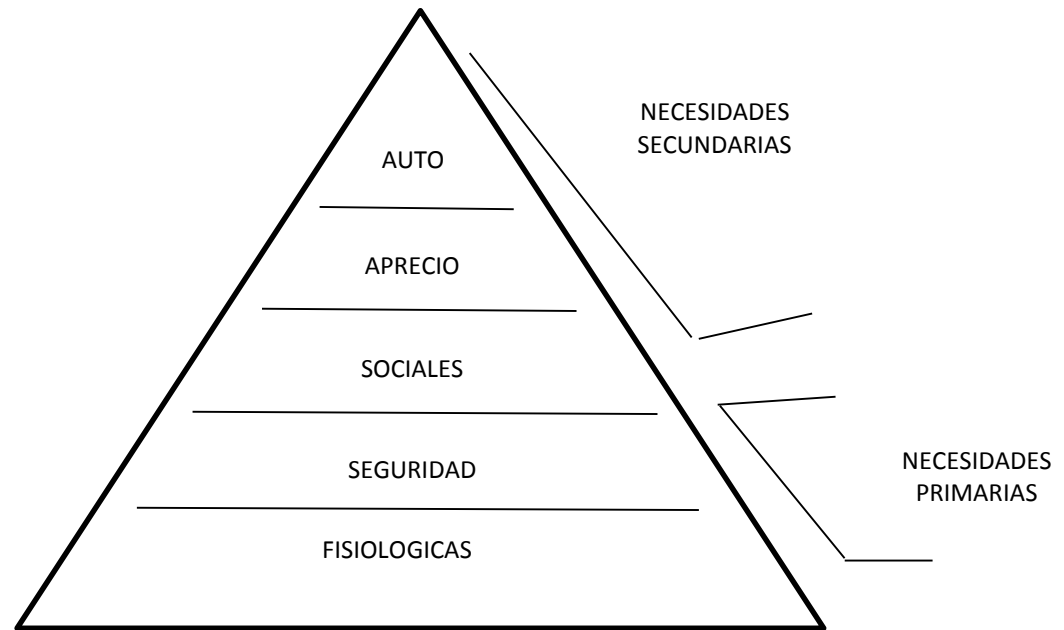 NECESIDADES
SECUNDARIAS
AUTO
APRECIO
SOCIALES
SEGURIDAD
NECESIDADES
PRIMARIAS
FISIOLOGICAS